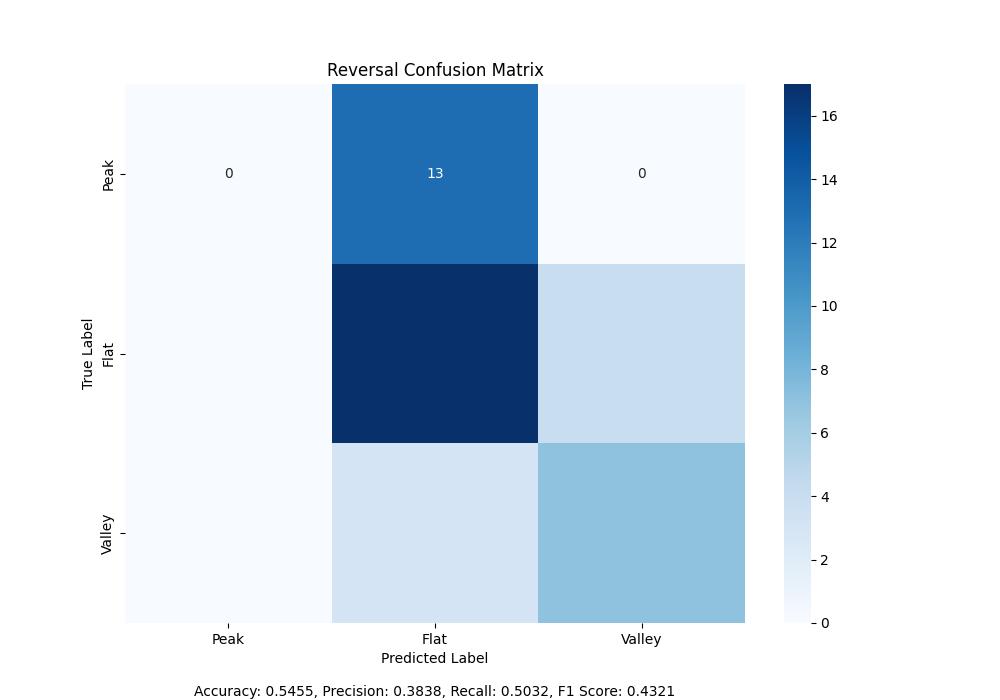 Reversal Confusion Matrix
0 13 0
Peak
Flat
Valley
True Label
Peak Flat Valley
Predicted Label
16
14
12
10
8
6
4
2
0
Accuracy: 0.5455, Precision: 0.3838, Recall: 0.5032, F1 Score: 0.4321